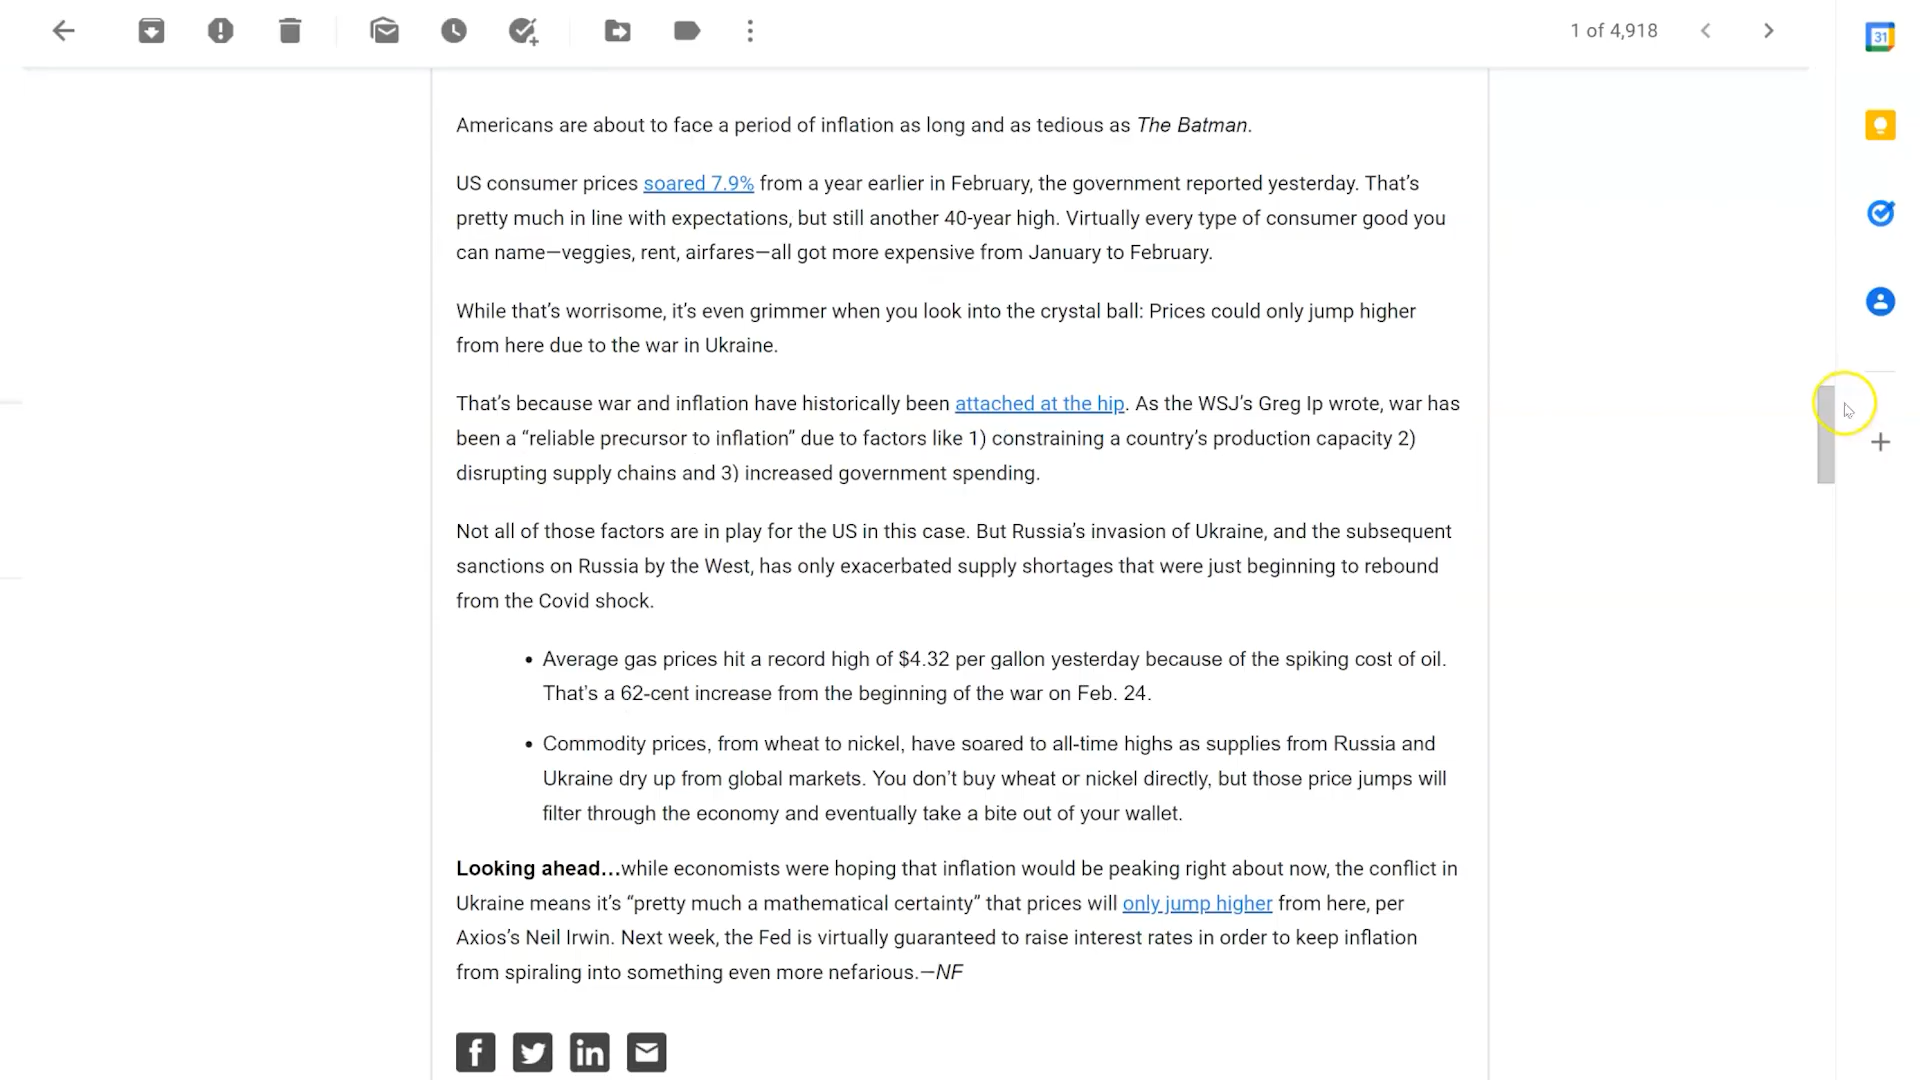 1 of 4,918
31
Americans are about to face a period of inflation as long and as tedious as The Batman.
US consumer prices soared 7.9% from a year earlier in February, the government reported yesterday. That’s
pretty much in line with expectations, but still another 40-year high. Virtually every type of consumer good you
can name—veggies, rent, airfares—all got more expensive from January to February.
While that’s worrisome, it’s even grimmer when you look into the crystal ball: Prices could only jump higher
from here due to the war in Ukraine.
That’s because war and inflation have historically been attached at the hip. As the WSJ’s Greg Ip wrote, war has
been a “reliable precursor to inflation” due to factors like 1) constraining a country’s production capacity 2)
disrupting supply chains and 3) increased government spending.
Not all of those factors are in play for the US in this case. But Russia’s invasion of Ukraine, and the subsequent
sanctions on Russia by the West, has only exacerbated supply shortages that were just beginning to rebound
from the Covid shock.
• Average gas prices hit a record high of $4.32 per gallon yesterday because of the spiking cost of oil.
That’s a 62-cent increase from the beginning of the war on Feb. 24.
• Commodity prices, from wheat to nickel, have soared to all-time highs as supplies from Russia and
Ukraine dry up from global markets. You don’t buy wheat or nickel directly, but those price jumps will
filter through the economy and eventually take a bite out of your wallet.
Looking ahead…while economists were hoping that inflation would be peaking right about now, the conflict in
Ukraine means it’s “pretty much a mathematical certainty” that prices will only jump higher from here, per
Axios’s Neil Irwin. Next week, the Fed is virtually guaranteed to raise interest rates in order to keep inflation
from spiraling into something even more nefarious.—NF